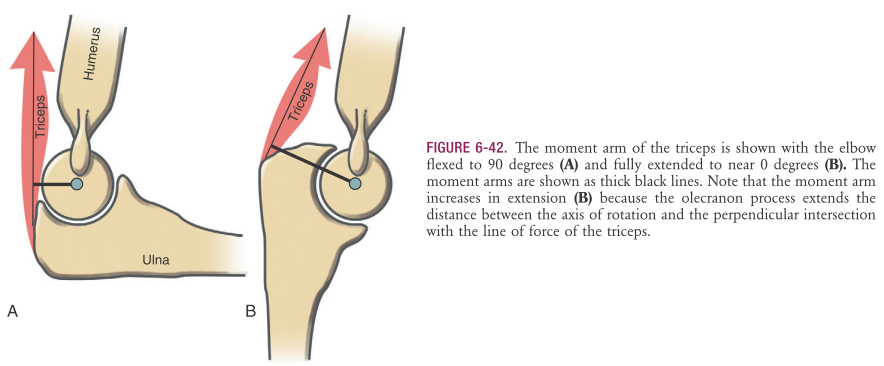 Humerus
Triceps
Ulna
A
Triceps
B
FIGURE 6-42. The moment arm of the triceps is shown with the elbow
flexed to 90 degrees (A) and fully extended to near 0 degrees (B). The
moment arms are shown as thick black lines. Note that the moment arm
increases in extension (B) because the olecranon process extends the
distance between the axis of rotation and the perpendicular intersection
with the line of force of the triceps.